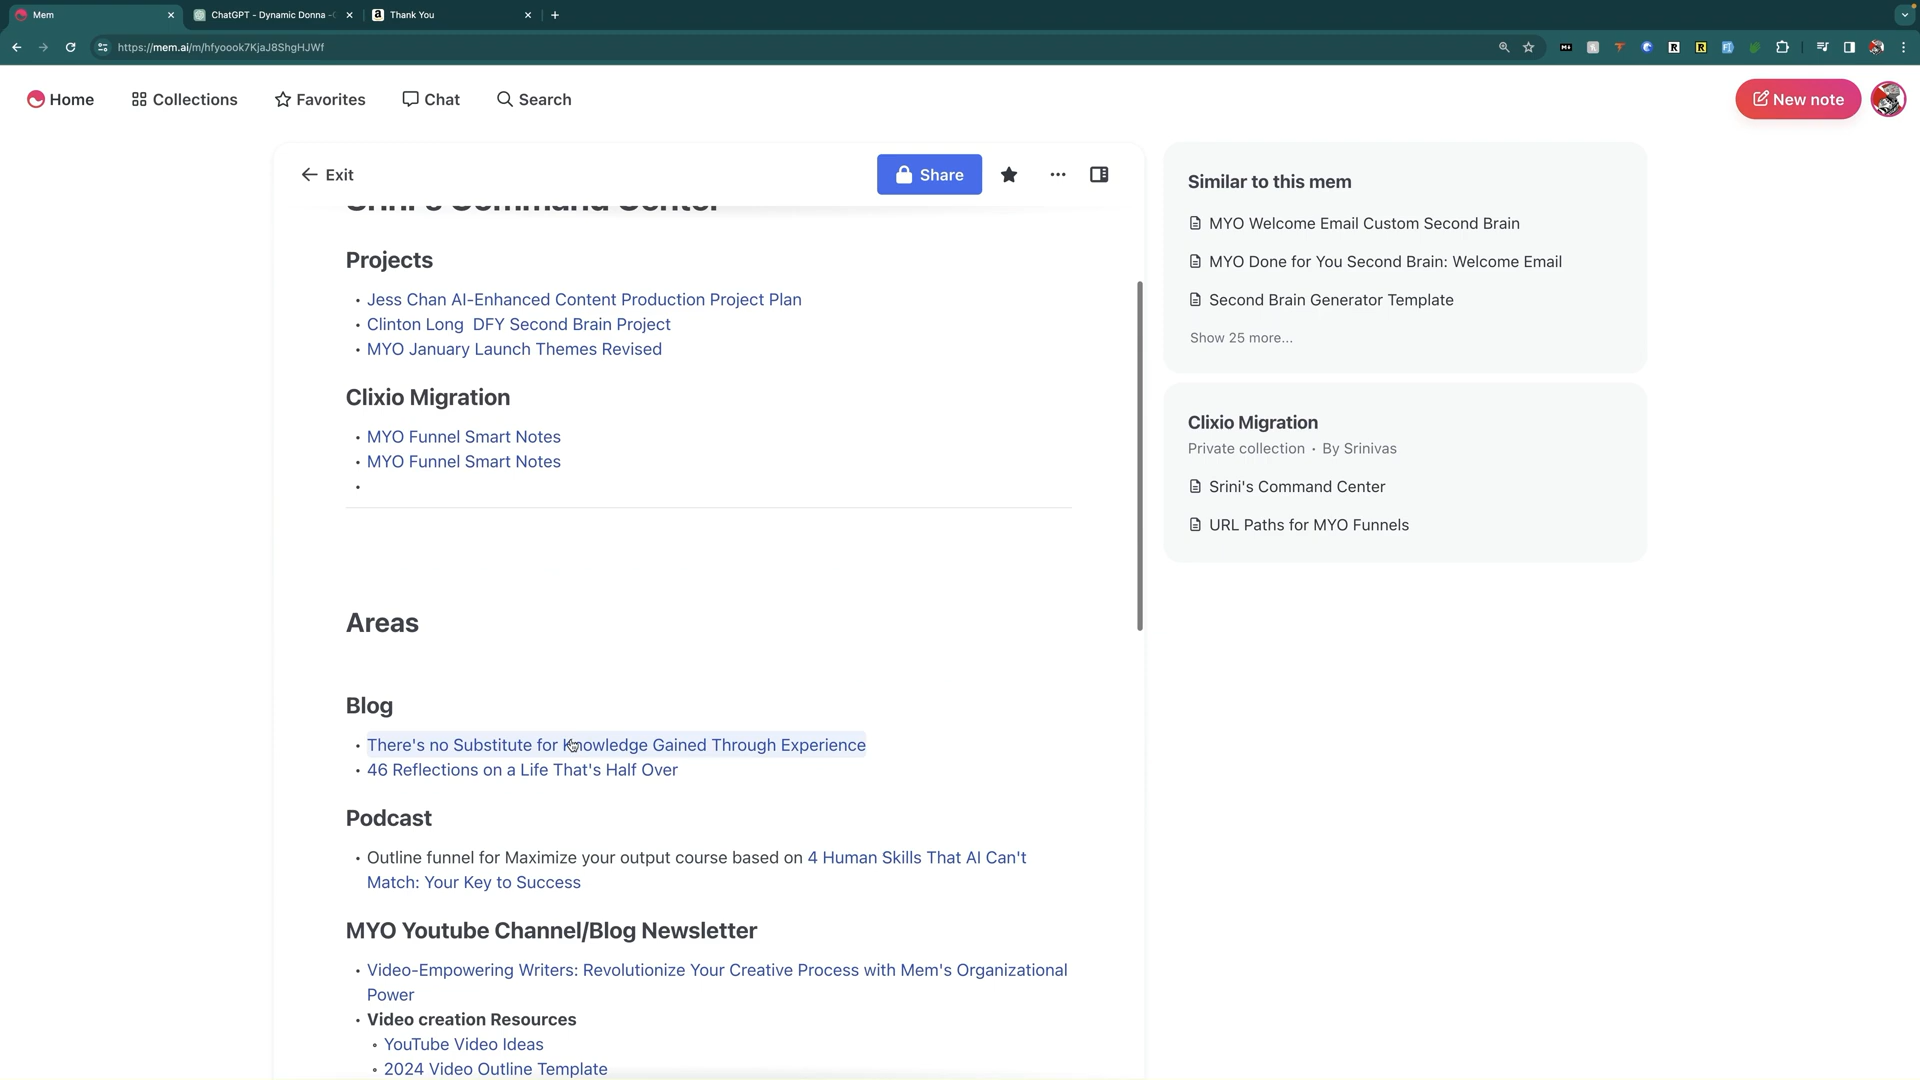 Mem
ChatGPT - Dynamic Donna -
Thank You
https://mem.ai/m/hfyoook7KjaJ8ShgHJWf
Home
Collections
Favorites
Chat
Search
New note
Exit
Share
Srini's Command Center
Projects
• Jess Chan AI-Enhanced Content Production Project Plan
• Clinton Long DFY Second Brain Project
• MYO January Launch Themes Revised
Clixio Migration
• MYO Funnel Smart Notes
• MYO Funnel Smart Notes
•
Areas
Blog
• There's no Substitute for Knowledge Gained Through Experience
• 46 Reflections on a Life That's Half Over
Podcast
• Outline funnel for Maximize your output course based on 4 Human Skills That AI Can't
Match: Your Key to Success
MYO Youtube Channel/Blog Newsletter
• Video-Empowering Writers: Revolutionize Your Creative Process with Mem's Organizational
Power
• Video creation Resources
◦ YouTube Video Ideas
◦ 2024 Video Outline Template
Similar to this mem
MYO Welcome Email Custom Second Brain
MYO Done for You Second Brain: Welcome Email
Second Brain Generator Template
Show 25 more...
Clixio Migration
Private collection • By Srinivas
Srini's Command Center
URL Paths for MYO Funnels